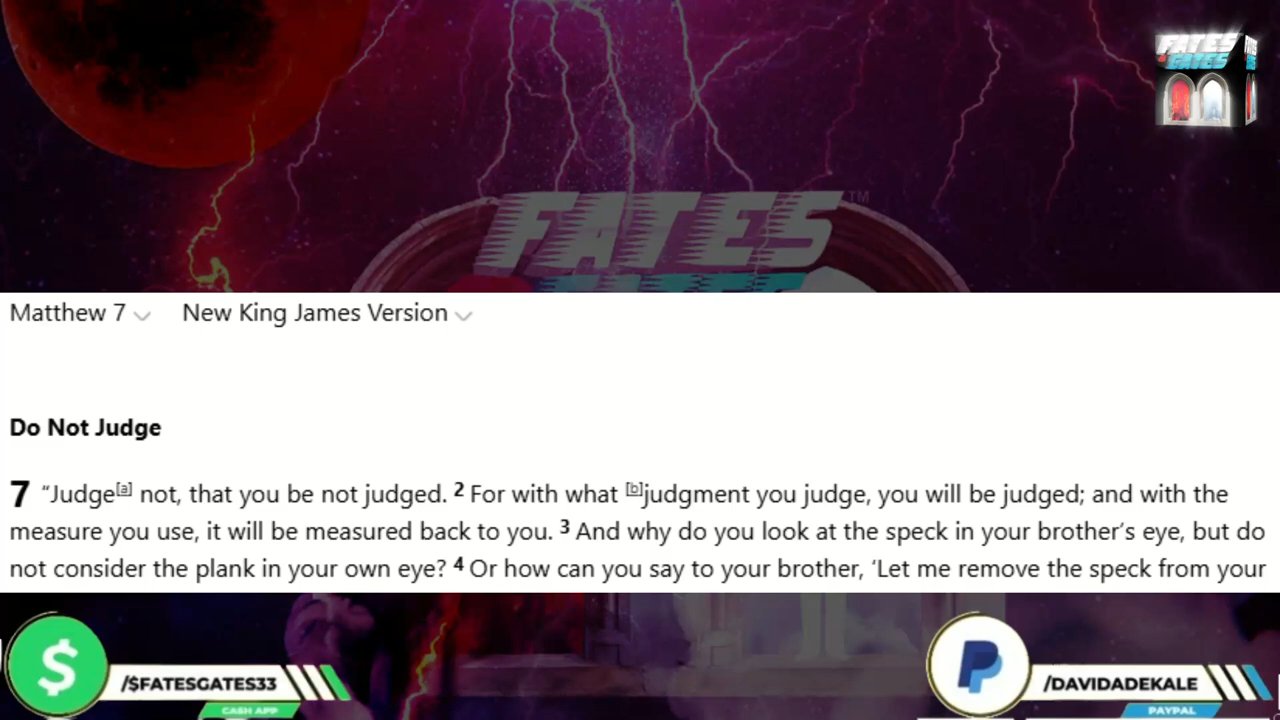 FATES
GATES
FATES
FATES™
GATES
Matthew 7 New King James Version
Do Not Judge
7 “Judge[a] not, that you be not judged. 2 For with what [b]judgment you judge, you will be judged; and with the
measure you use, it will be measured back to you. 3 And why do you look at the speck in your brother’s eye, but do
not consider the plank in your own eye? 4 Or how can you say to your brother, ‘Let me remove the speck from your
$
/$FATESGATES33
CASH APP
/DAVIDADEKALE
PAYPAL